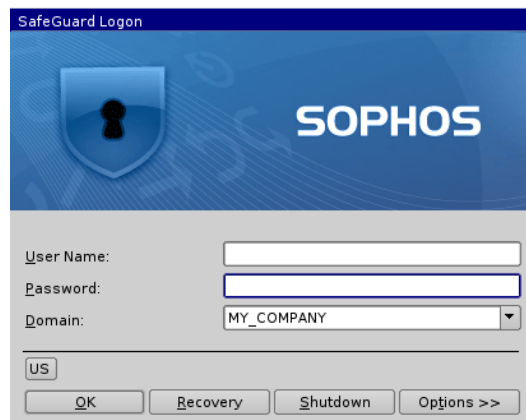 SafeGuard Logon
SOPHOS
User Name:
Password:
Domain: MY_COMPANY
US
OK Recovery Shutdown Options >>